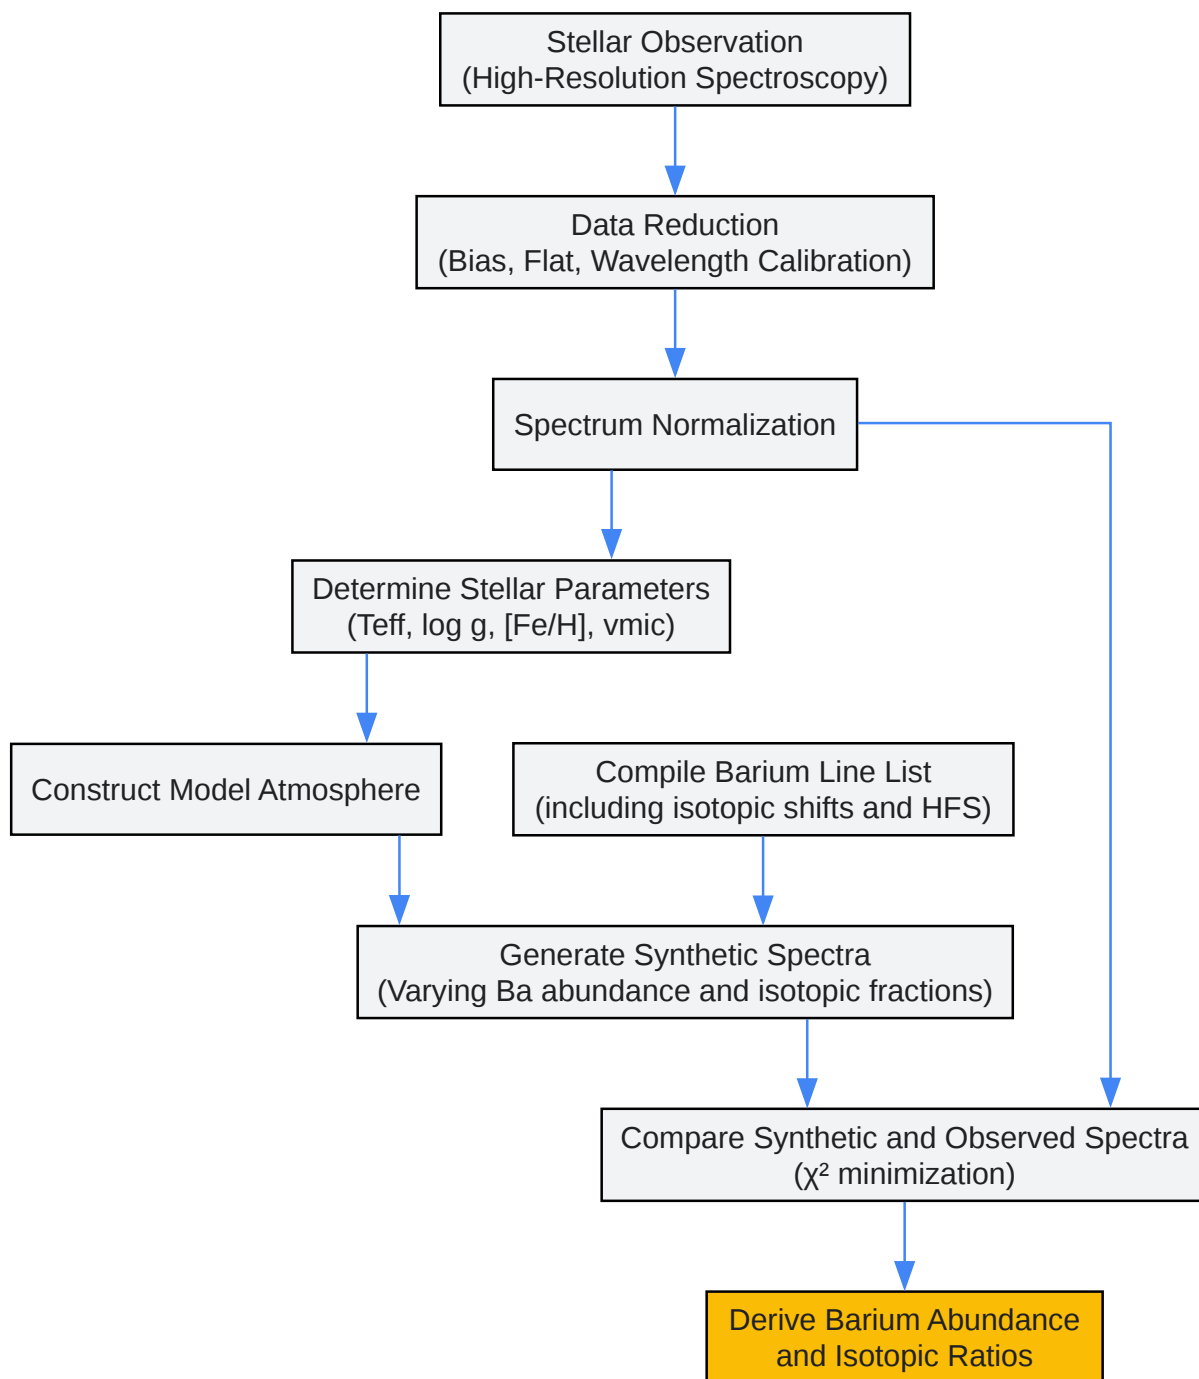 Stellar Observation
(High-Resolution Spectroscopy)
Data Reduction
(Bias, Flat, Wavelength Calibration)
Spectrum Normalization
Determine Stellar Parameters
(Teff, log g, [Fe/H], vmic)
Construct Model Atmosphere
Compile Barium Line List
(including isotopic shifts and HFS)
Generate Synthetic Spectra
(Varying Ba abundance and isotopic fractions)
Compare Synthetic and Observed Spectra
(χ² minimization)
Derive Barium Abundance
and Isotopic Ratios